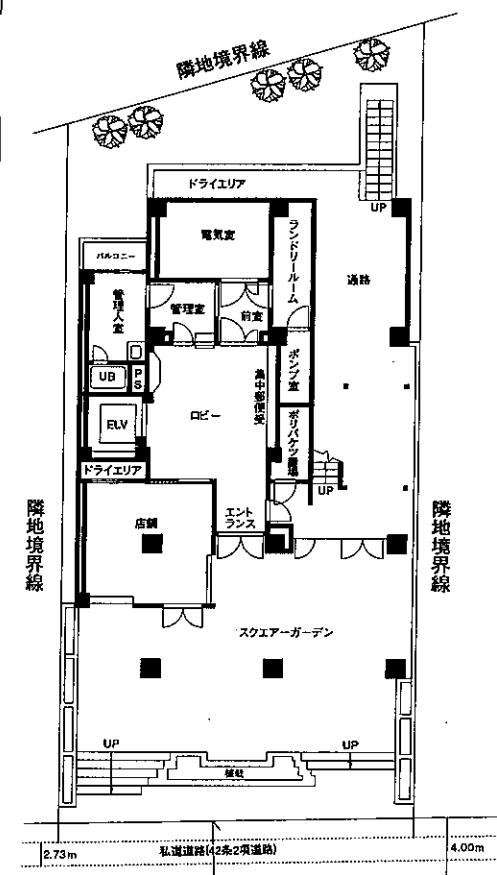 隣地境界線
ドライエリア
UP
電気室
ランドリールーム
通路
バルコニー
管理人室
管理室
前室
UB
PS
ポンプ室
集中郵便受
ロビー
ELV
ポリバケツ置場
ドライエリア
UP
隣地境界線
店舗
エント
ランス
隣地境界線
スクエアーガーデン
UP
UP
植栽
2.73m
私道道路(42条2項道路)
4.00m